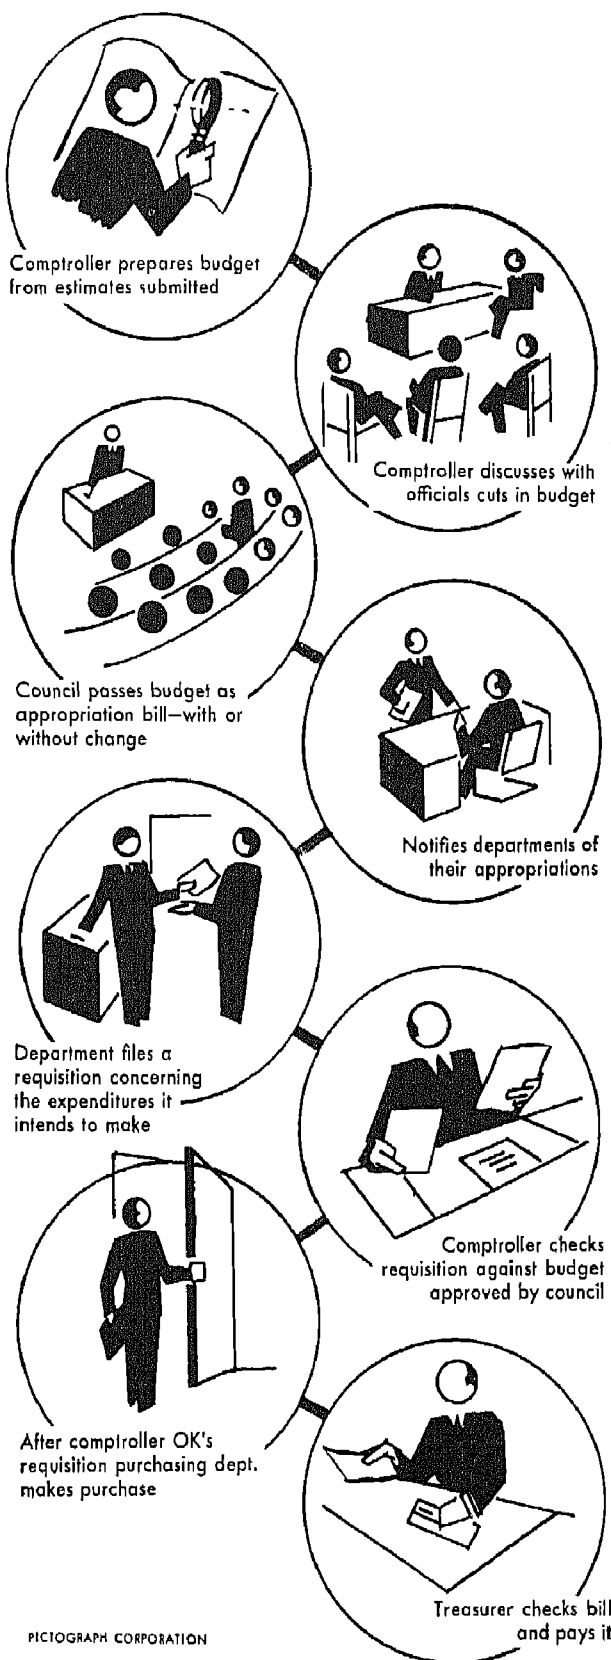 Comptroller prepares budget
from estimates submitted
Comptroller discusses with
officials cuts in budget
Council passes budget as
appropriation bill—with or
without change
Notifies departments of
their appropriations
Department files a
requisition concerning
the expenditures it
intends to make
Comptroller checks
requisition against budget
approved by council
After comptroller OK's
requisition purchasing dept.
makes purchase
Treasurer checks bill
and pays it
PICTOGRAPH CORPORATION